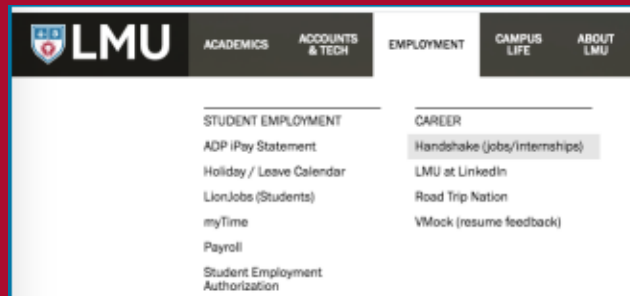 LMU
ACADEMICS
ACCOUNTS
& TECH
EMPLOYMENT
CAMPUS
LIFE
ABOUT
LMU
STUDENT EMPLOYMENT
ADP iPay Statement
Holiday / Leave Calendar
LionJobs (Students)
myTime
Payroll
Student Employment
Authorization
CAREER
Handshake (jobs/internships)
LMU at LinkedIn
Road Trip Nation
VMock (resume feedback)